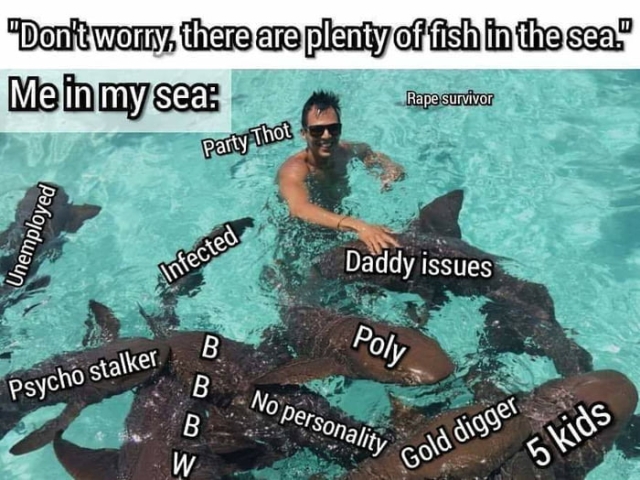 "Don't worry, there are plenty of fish in the sea."
Me in my sea:
Rape survivor
Party Thot
Unemployed
Infected
Daddy issues
Poly
Psycho stalker
B
B
B
W
No personality
Gold digger
5 kids